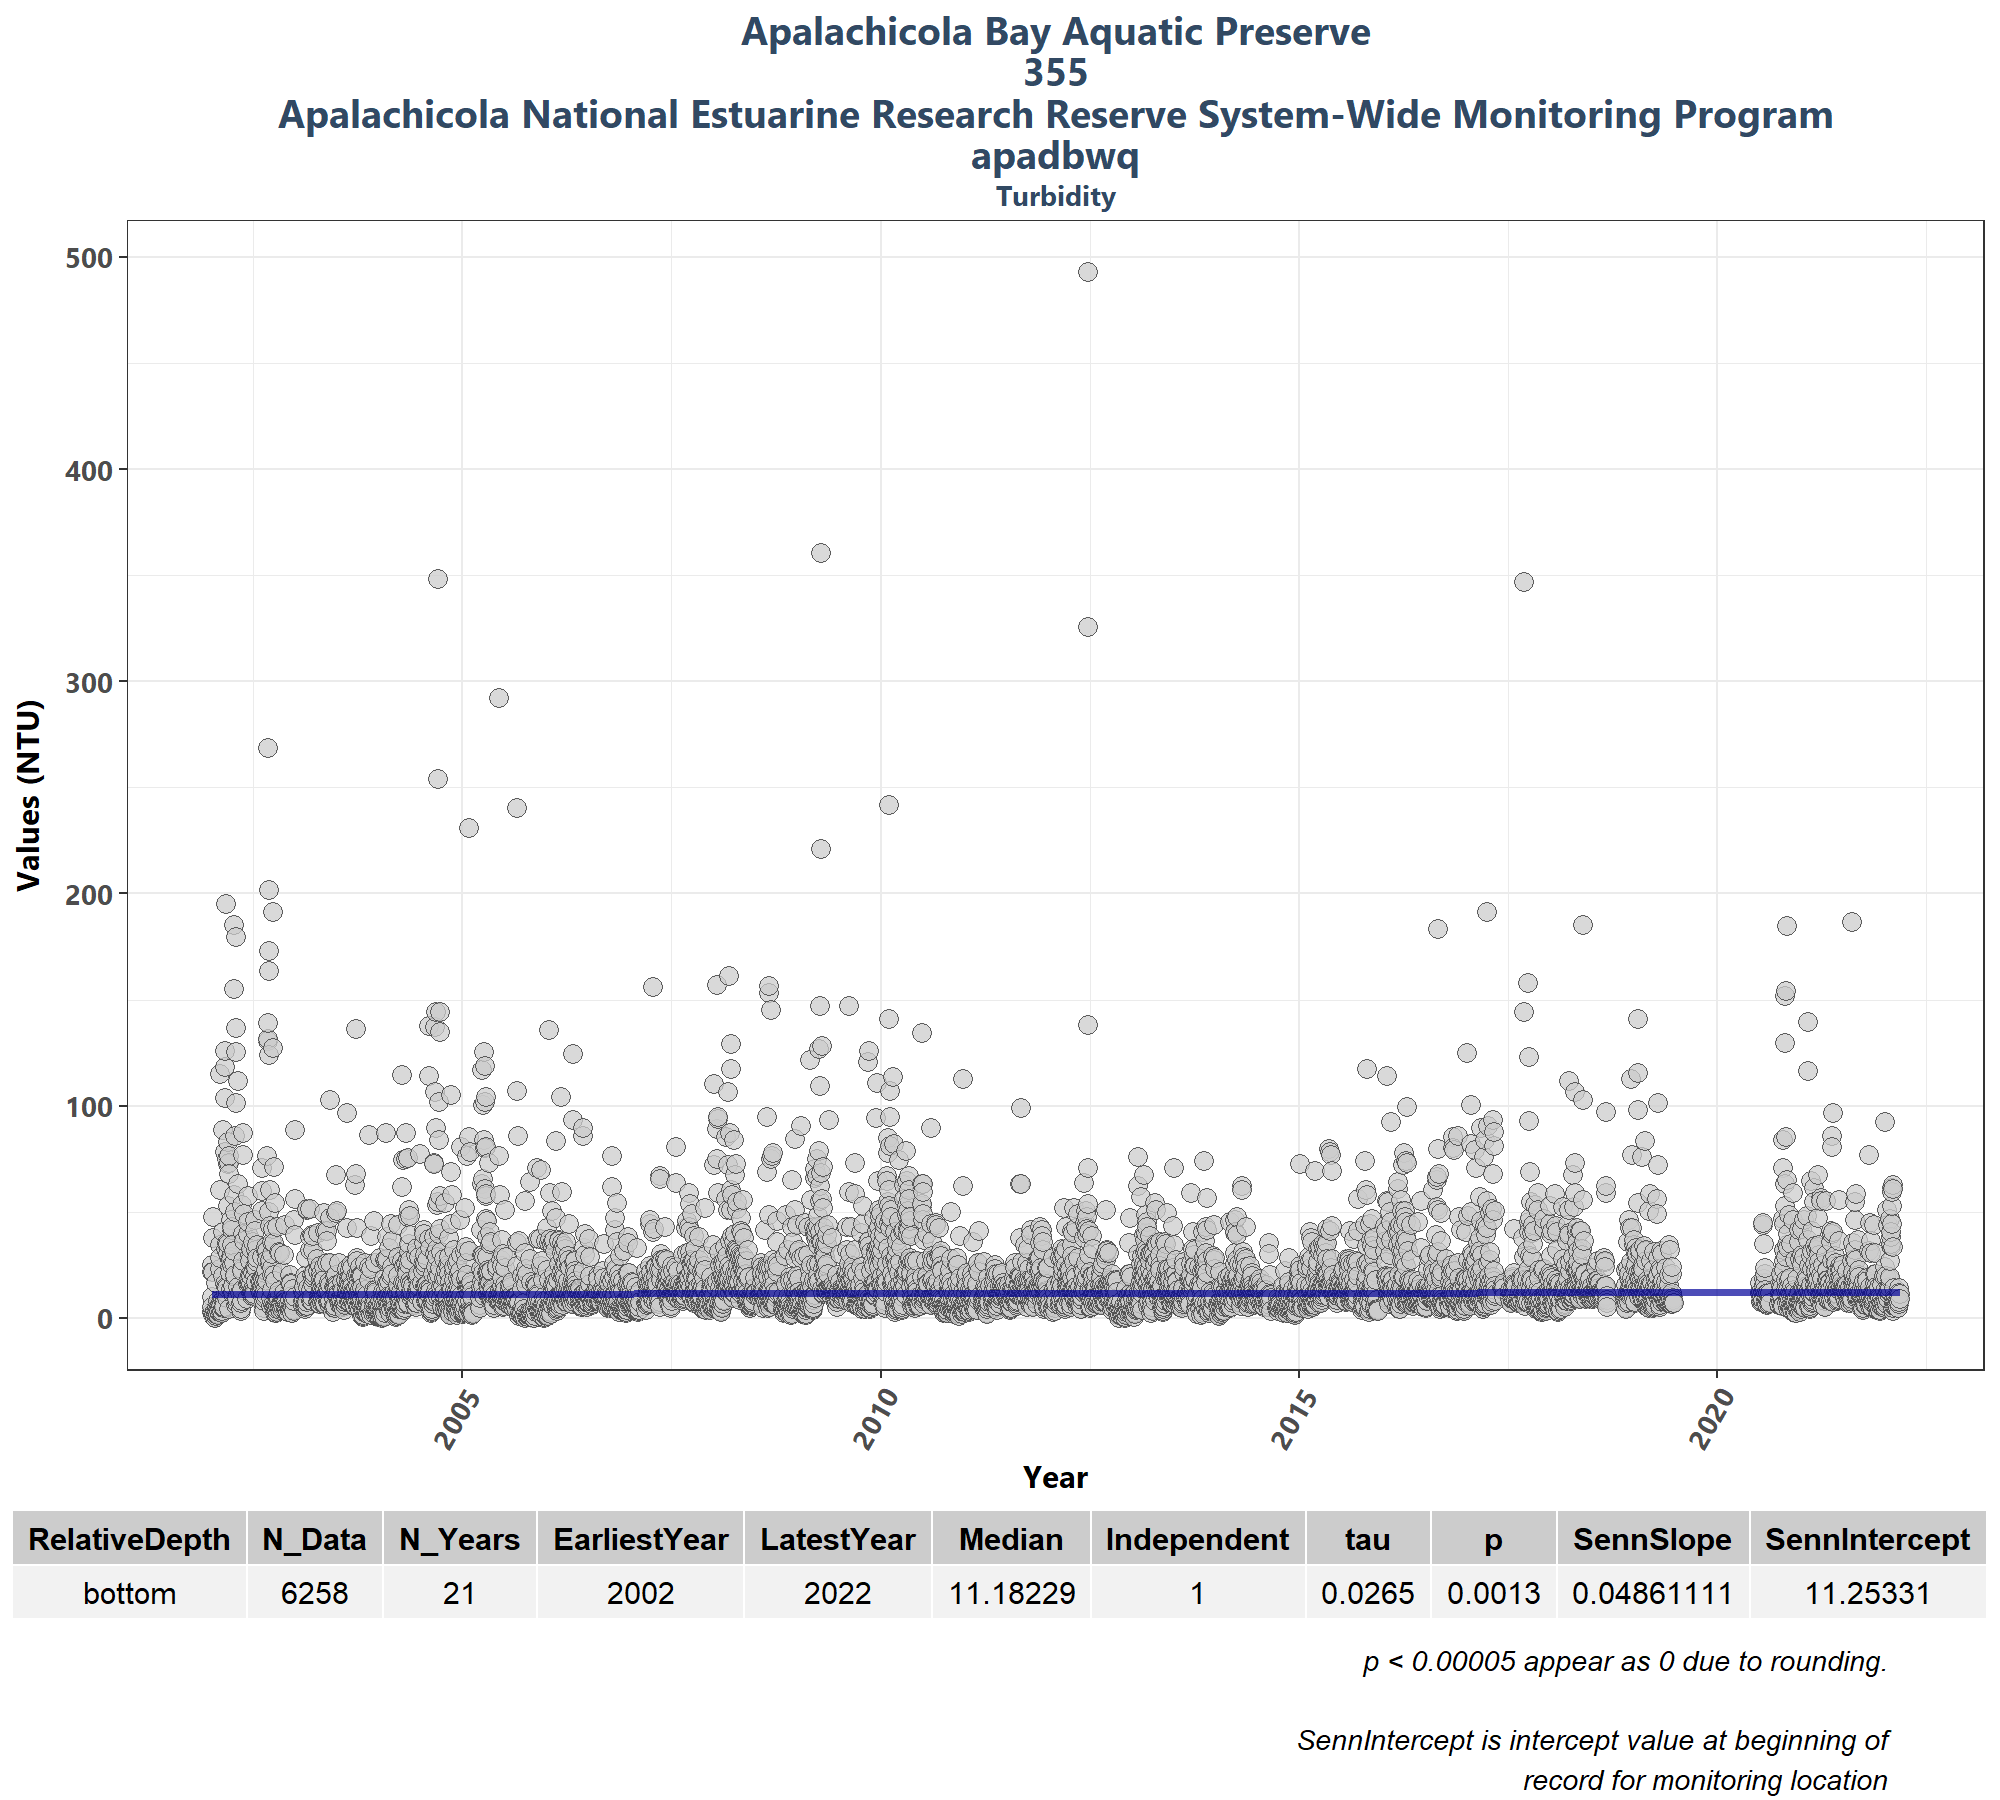 Apalachicola Bay Aquatic Preserve
355
Apalachicola National Estuarine Research Reserve System-Wide Monitoring Program
apadbwq
Turbidity
500
400
300
200
100
0
Values (NTU)
2005
2010
2015
2020
Year
RelativeDepth N_Data N_Years EarliestYear LatestYear Median Independent tau p SennSlope SennIntercept
bottom 6258 21 2002 2022 11.18229 1 0.0265 0.0013 0.04861111 11.25331
p < 0.00005 appear as 0 due to rounding.
SennIntercept is intercept value at beginning of
record for monitoring location